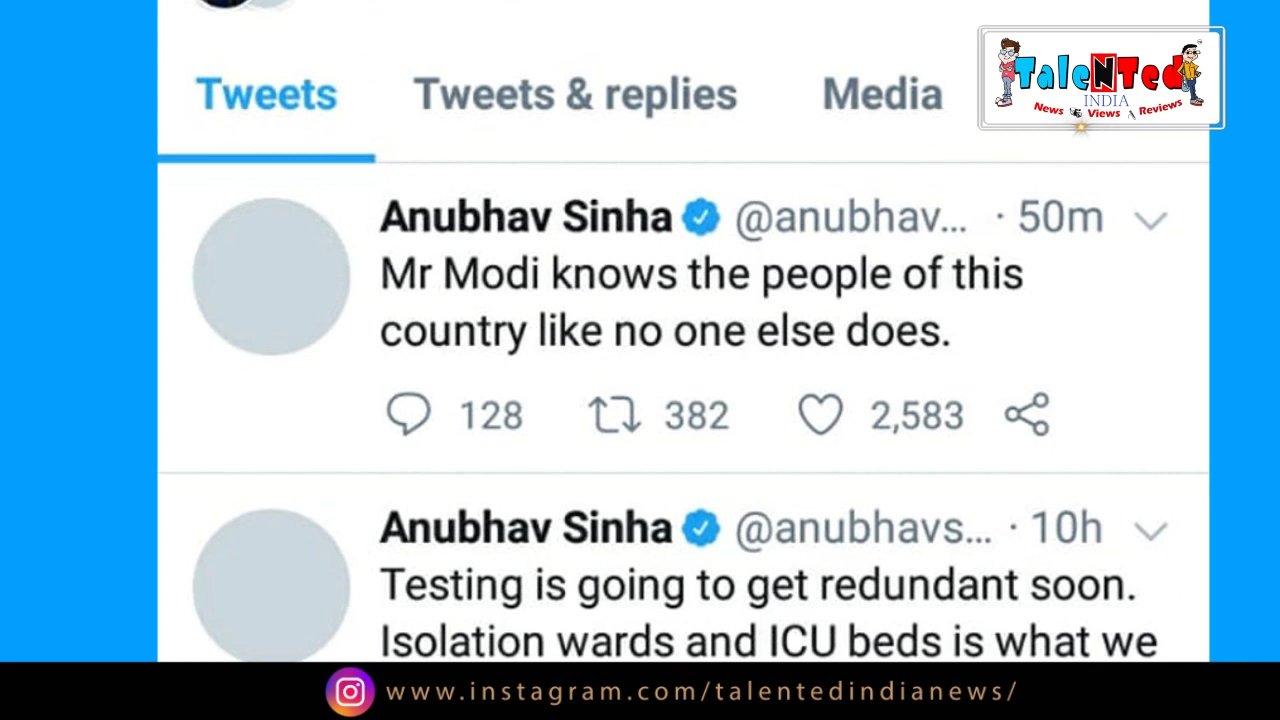 Tweets Tweets & replies Media
TaleNTed
INDIA
News Views Reviews
Anubhav Sinha @anubhav... · 50m
Mr Modi knows the people of this
country like no one else does.
128 382 2,583
Anubhav Sinha @anubhavs... · 10h
Testing is going to get redundant soon.
Isolation wards and ICU beds is what we
www.instagram.com/talentedindianews/